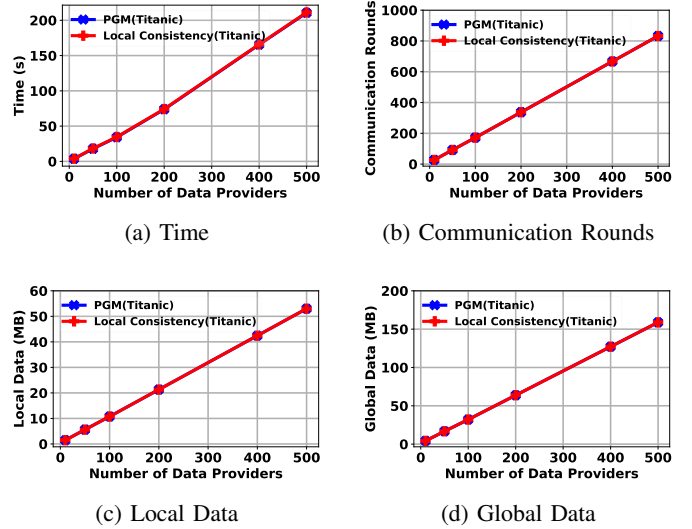 PGM(Titanic)
Local Consistency(Titanic)
Time (s)
200
150
100
50
0
0 100 200 300 400 500
Number of Data Providers
(a) Time
PGM(Titanic)
Local Consistency(Titanic)
Communication Rounds
1000
800
600
400
200
0
0 100 200 300 400 500
Number of Data Providers
(b) Communication Rounds
PGM(Titanic)
Local Consistency(Titanic)
Local Data (MB)
60
50
40
30
20
10
0
0 100 200 300 400 500
Number of Data Providers
(c) Local Data
PGM(Titanic)
Local Consistency(Titanic)
Global Data (MB)
200
150
100
50
0
0 100 200 300 400 500
Number of Data Providers
(d) Global Data